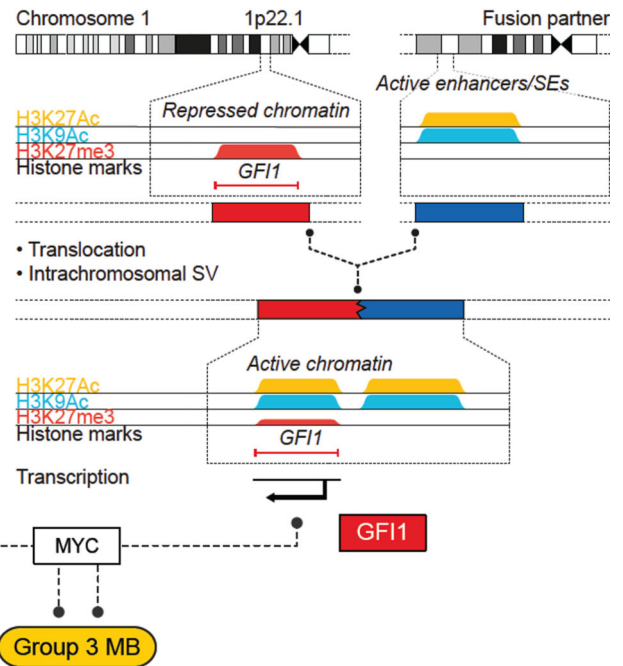 Chromosome 1
1p22.1
Fusion partner
Active enhancers/SEs
Repressed chromatin
H3K27Ac
H3K9Ac
H3K27me3
Histone marks
GFI1
• Translocation
• Intrachromosomal SV
Active chromatin
H3K27Ac
H3K9Ac
H3K27me3
Histone marks
GFI1
Transcription
GFI1
MYC
Group 3 MB